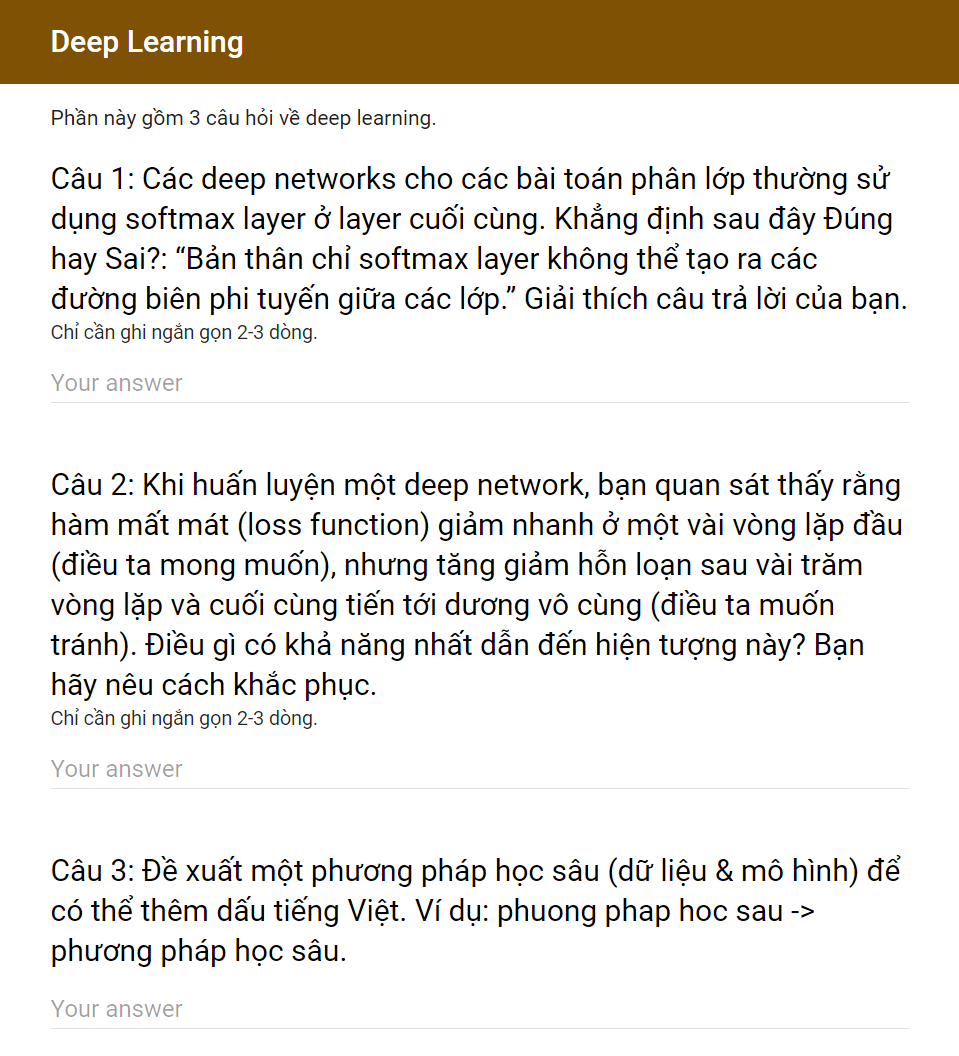 Deep Learning
Phần này gồm 3 câu hỏi về deep learning.
Câu 1: Các deep networks cho các bài toán phân lớp thường sử
dụng softmax layer ở layer cuối cùng. Khẳng định sau đây Đúng
hay Sai?: “Bản thân chỉ softmax layer không thể tạo ra các
đường biên phi tuyến giữa các lớp.” Giải thích câu trả lời của bạn.
Chỉ cần ghi ngắn gọn 2-3 dòng.
Your answer
Câu 2: Khi huấn luyện một deep network, bạn quan sát thấy rằng
hàm mất mát (loss function) giảm nhanh ở một vài vòng lặp đầu
(điều ta mong muốn), nhưng tăng giảm hỗn loạn sau vài trăm
vòng lặp và cuối cùng tiến tới dương vô cùng (điều ta muốn
tránh). Điều gì có khả năng nhất dẫn đến hiện tượng này? Bạn
hãy nêu cách khắc phục.
Chỉ cần ghi ngắn gọn 2-3 dòng.
Your answer
Câu 3: Đề xuất một phương pháp học sâu (dữ liệu & mô hình) để
có thể thêm dấu tiếng Việt. Ví dụ: phuong phap hoc sau ->
phương pháp học sâu.
Your answer